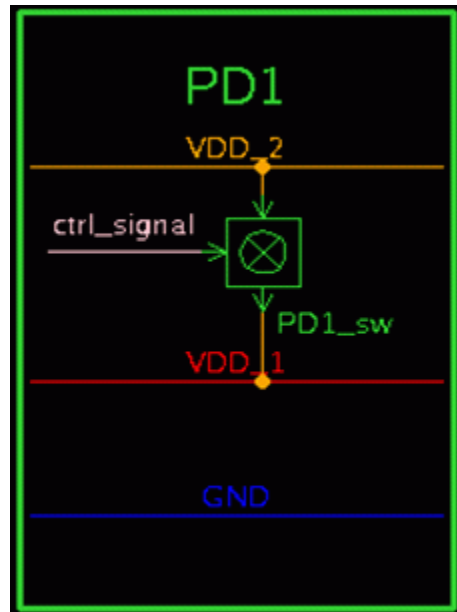 PD1
VDD_2
ctrl_signal
PD1_sw
VDD_1
GND